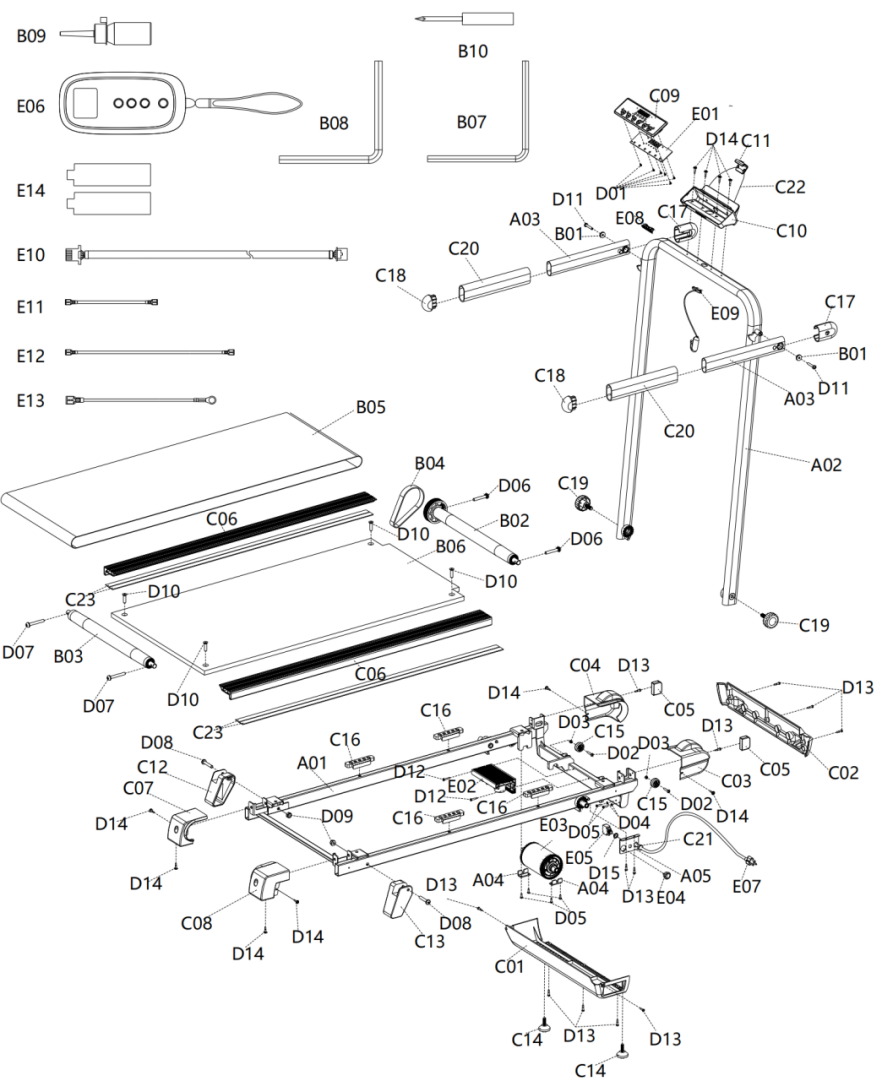 B09
B10
E06
B08
B07
C09
E01
D14
C11
E14
D01
C22
D11
E08
C17
C10
A03
B01
E10
C20
C18
E11
E09
C17
E12
B01
C18
D11
E13
A03
B05
C20
A02
B04
D06
C19
C06
B02
D10
B06
D06
D10
C23
D10
C19
B03
D07
D10
C06
C04
D13
D14
D13
D07
C23
C16
C05
D03
C15
D13
D08
C16
D02
D03
C12
A01
C05
C02
C07
D12
E02
C03
D12
C16
C15
D02
D14
D09
C16
D04
D14
E03
D05
C21
E05
D15
A05
D14
A04
A04
D13
E04
E07
D13
C08
D08
D05
D14
D14
C13
C01
D13
D13
C14
C14